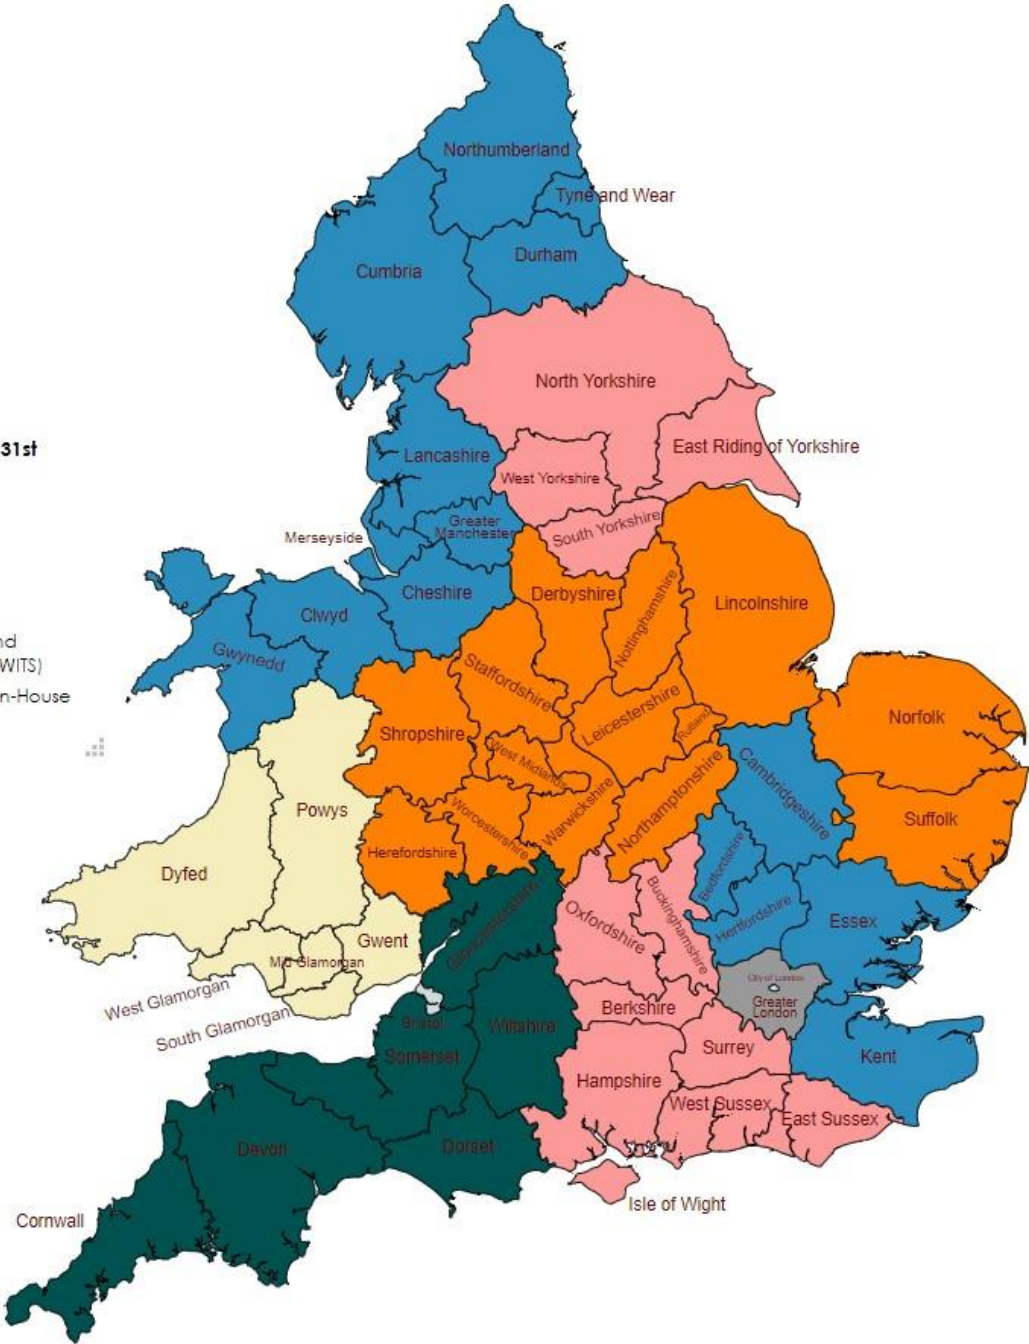 Northumberland
Tyne and Wear
Durham
Cumbria
North Yorkshire
East Riding of Yorkshire
31st
Lancashire
West Yorkshire
South Yorkshire
Greater
Manchester
Merseyside
Cheshire
Derbyshire
Nottinghamshire
Lincolnshire
Clwyd
Gwynedd
nd
WITS)
n-House
Staffordshire
Leicestershire
Rutland
Norfolk
Shropshire
West Midlands
Cambridgeshire
Powys
Worcestershire
Warwickshire
Northamptonshire
Suffolk
Herefordshire
Dyfed
Bedfordshire
Buckinghamshire
Hertfordshire
Essex
Oxfordshire
Gloucestershire
Gwent
Mid Glamorgan
West Glamorgan
South Glamorgan
City of London
Greater
London
Berkshire
Bristol
Wiltshire
Somerset
Surrey
Kent
Hampshire
West Sussex
East Sussex
Devon
Dorset
Isle of Wight
Cornwall